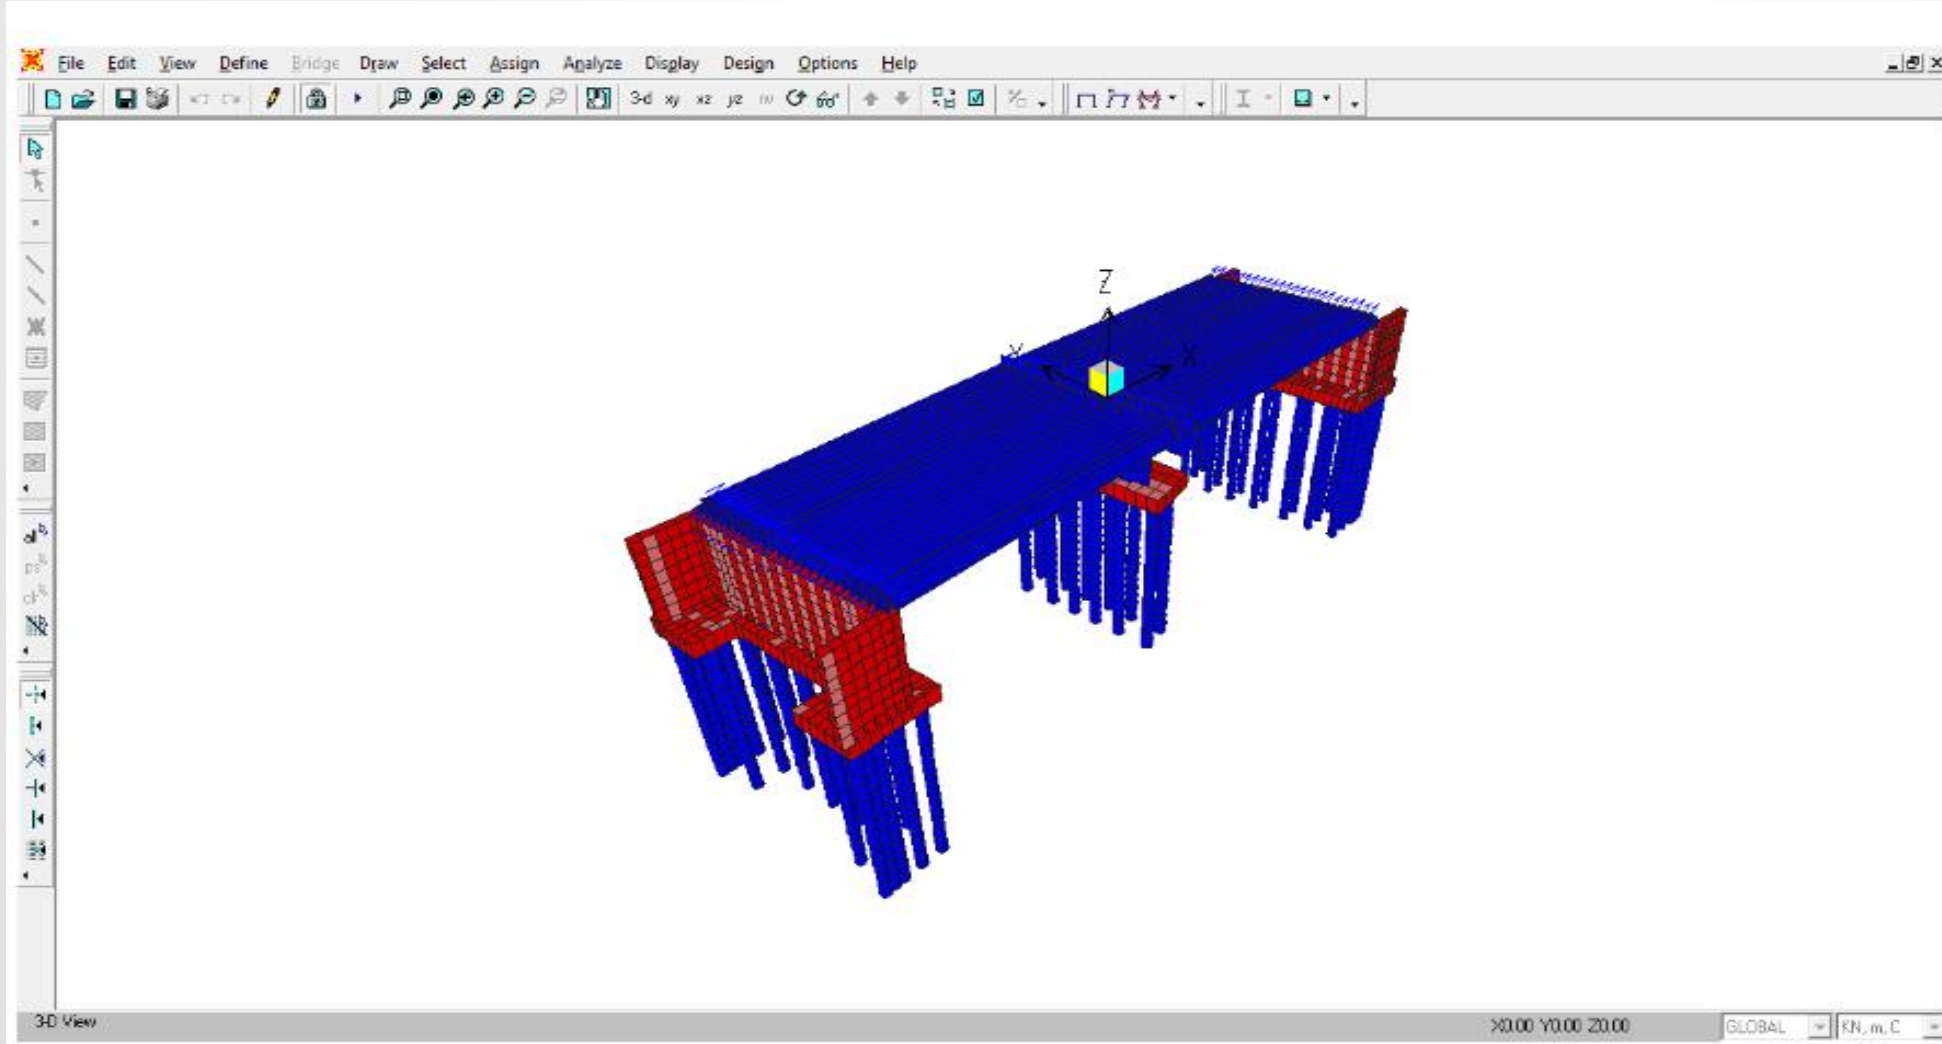 File Edit View Define Bridge Draw Select Assign Analyze Display Design Options Help
3-d xy xz yz nv
Z
Y X
3-D View X0.00 Y0.00 Z0.00 GLOBAL KN, m, C